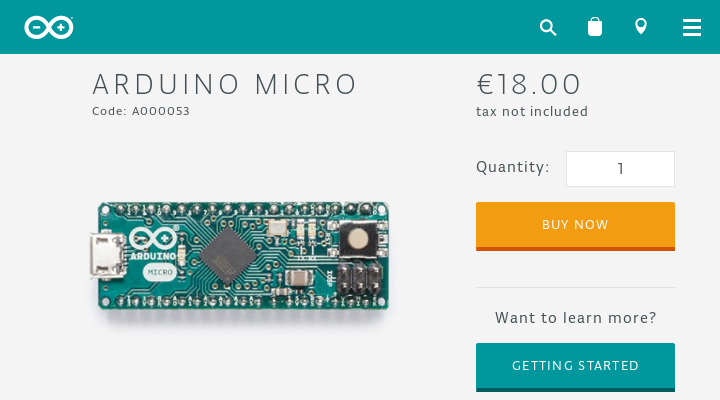 ARDUINO MICRO
Code: A000053
€18.00
tax not included
Quantity:
1
BUY NOW
ARDUINO
MICRO
ICSP
Want to learn more?
GETTING STARTED